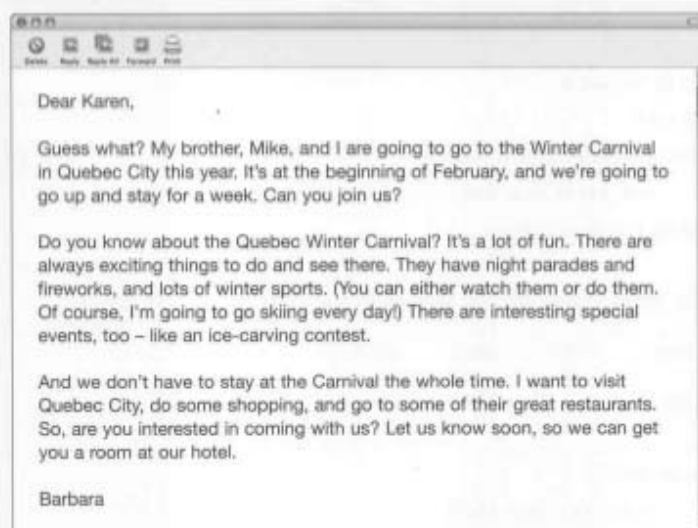 Delete Reply Reply All Forward Print
Dear Karen,
Guess what? My brother, Mike, and I are going to go to the Winter Carnival
in Quebec City this year. It's at the beginning of February, and we're going to
go up and stay for a week. Can you join us?
Do you know about the Quebec Winter Carnival? It's a lot of fun. There are
always exciting things to do and see there. They have night parades and
fireworks, and lots of winter sports. (You can either watch them or do them.
Of course, I'm going to go skiing every day!) There are interesting special
events, too – like an ice-carving contest.
And we don't have to stay at the Carnival the whole time. I want to visit
Quebec City, do some shopping, and go to some of their great restaurants.
So, are you interested in coming with us? Let us know soon, so we can get
you a room at our hotel.
Barbara